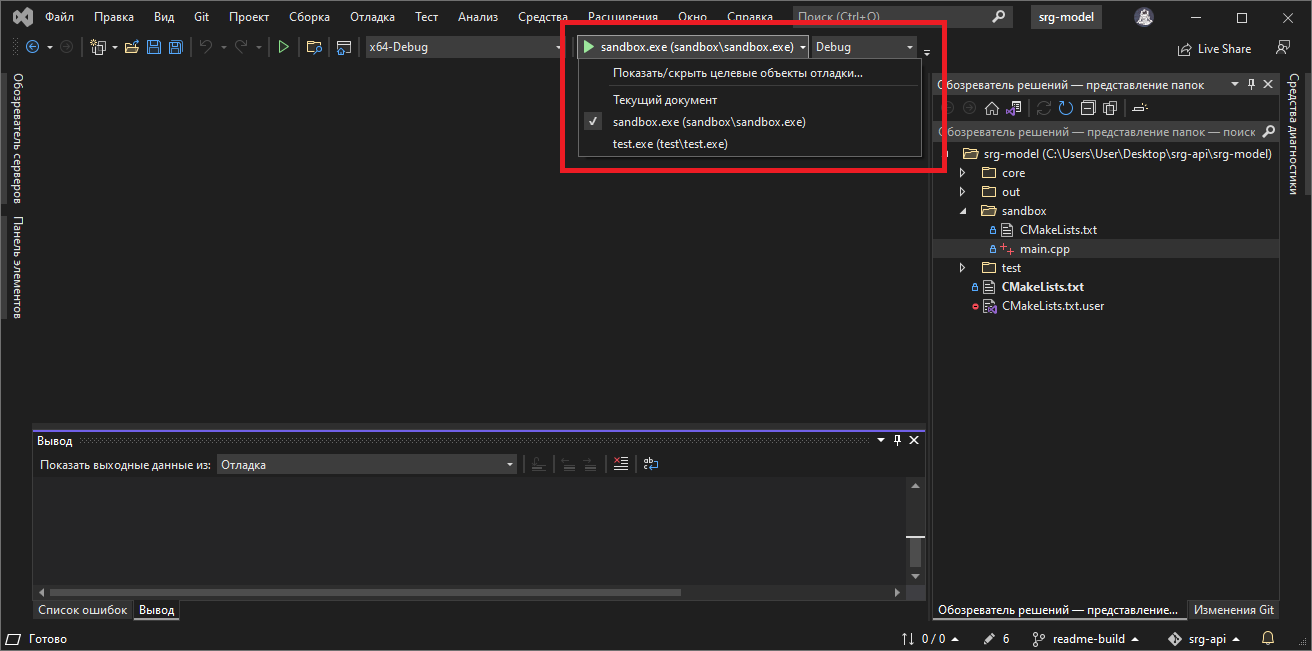 Файл Правка Вид Git Проект Сборка Отладка Тест Анализ Средства Расширения Окно Справка Поиск (Ctrl+Q) srg-model
x64-Debug sandbox.exe (sandbox\sandbox.exe) Debug Live Share
Показать/скрыть целевые объекты отладки...
Текущий документ
sandbox.exe (sandbox\sandbox.exe)
test.exe (test\test.exe)
Обозреватель серверов
Панель элементов
Обозреватель решений — представление папок
Обозреватель решений — представление папок — поиск
srg-model (C:\Users\User\Desktop\srg-api\srg-model)
core
out
sandbox
CMakeLists.txt
main.cpp
test
CMakeLists.txt
CMakeLists.txt.user
Средства диагностики
Вывод
Показать выходные данные из: Отладка
Список ошибок Вывод
Обозреватель решений — представление... Изменения Git
Готово 0 / 0 6 readme-build srg-api